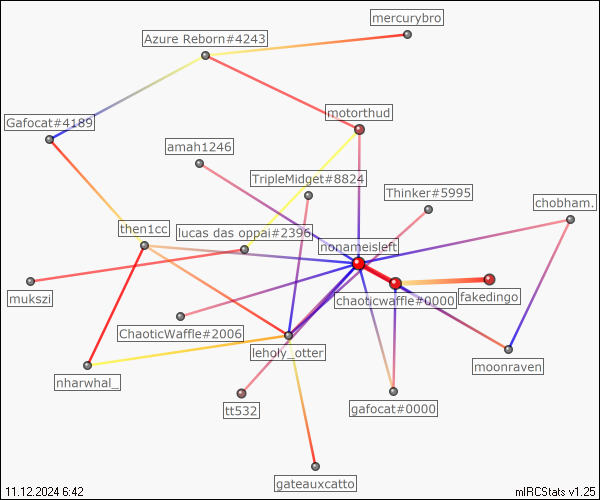 mercurybro
Azure Reborn#4243
motorthud
Gafocat#4189
amah1246
TripleMidget#8824
Thinker#5995
chobham.
then1cc
lucas das oppai#2396
nonameisleft
mukszi
chaoticwaffle#0000
fakedingo
ChaoticWaffle#2006
leholy_otter
moonraven
nharwhal_
tt532
gafocat#0000
gateauxcatto
11.12.2024 6:42
mIRCStats v1.25